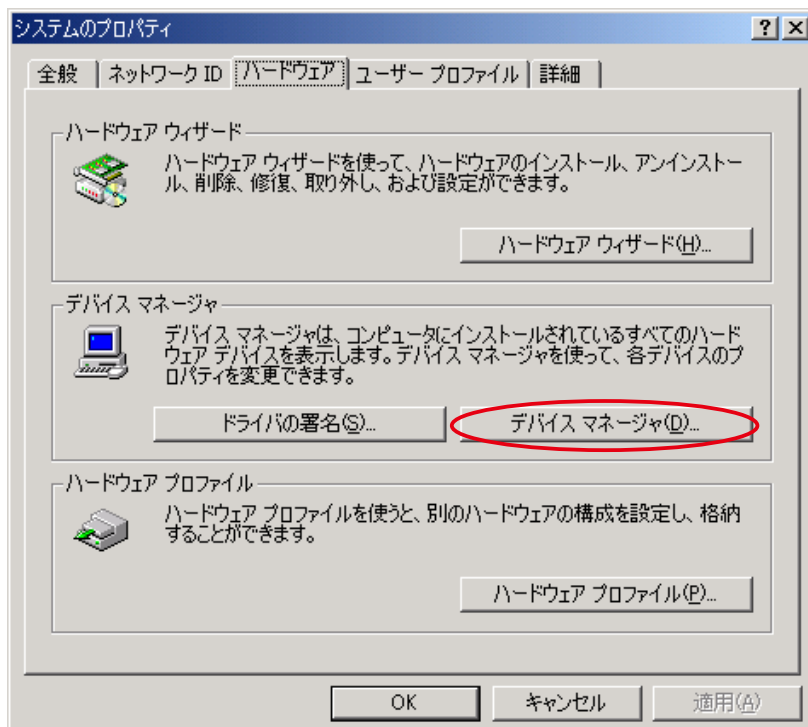 システムのプロパティ
全般 ネットワーク ID ハードウェア ユーザー プロファイル 詳細
ハードウェア ウィザード
ハードウェア ウィザードを使って、ハードウェアのインストール、アンインストー
ル、削除、修復、取り外し、および設定ができます。
ハードウェア ウィザード(H)...
デバイス マネージャ
デバイス マネージャは、コンピュータにインストールされているすべてのハード
ウェア デバイスを表示します。デバイス マネージャを使って、各デバイスのプ
ロパティを変更できます。
ドライバの署名(S)... デバイス マネージャ(D)...
ハードウェア プロファイル
ハードウェア プロファイルを使うと、別のハードウェアの構成を設定し、格納
することができます。
ハードウェア プロファイル(P)...
OK キャンセル 適用(A)